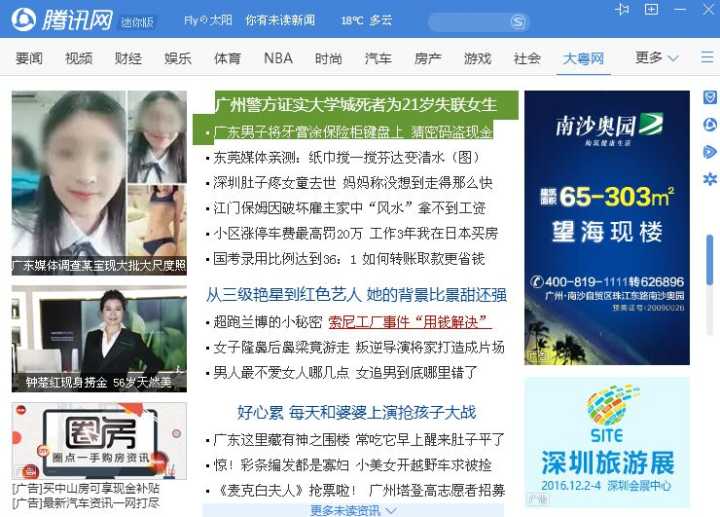 腾讯网 迷你版 Fly 太阳 你有未读新闻 18℃ 多云
要闻 视频 财经 娱乐 体育 NBA 时尚 汽车 房产 游戏 社会 大粤网 更多
广东媒体调查某宝现大批大尺度照
钟楚红现身捞金 56岁天然美
圈房
圈点一手购房资讯
[广告]买中山房可享现金补贴
[广告]最新汽车资讯一网打尽
广州警方证实大学城死者为21岁失联女生
广东男子将牙膏涂保险柜键盘上 猜密码盗现金
东莞媒体亲测：纸巾搅一搅芬达变清水（图）
深圳肚子疼女童去世 妈妈称没想到走得那么快
江门保姆因破坏雇主家中“风水”拿不到工资
小区涨停车费最高罚20万 工作3年我在日本买房
国考录用比例达到36：1 如何转账取款更省钱
从三级艳星到红色艺人 她的背景比景甜还强
超跑兰博的小秘密 索尼工厂事件“用钱解决”
女子隆鼻后鼻梁竟游走 叛逆导演将家打造成片场
男人最不爱女人哪几点 女追男到底哪里错了
好心累 每天和婆婆上演抢孩子大战
广东这里藏有神之围楼 常吃它早上醒来肚子平了
惊！彩条编发都是寡妇 小美女开越野车求被捡
《麦克白夫人》抢票啦！ 广州塔登高志愿者招募
更多未读资讯
南沙奥园
构筑健康生活
建筑面积 65-303m²
望海现楼
400-819-1111转626896
广州·南沙自贸区珠江东路南沙奥园
预美证号:20090026
广告
SITE
深圳旅游展
2016.12.2-4 深圳会展中心
广告